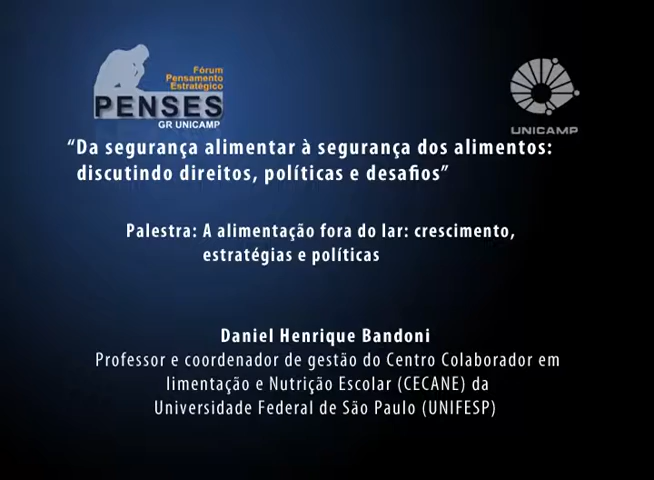 Fórum
Pensamento
Estratégico
PENSES
GR UNICAMP
UNICAMP
“Da segurança alimentar à segurança dos alimentos:
discutindo direitos, políticas e desafios”
Palestra: A alimentação fora do lar: crescimento,
estratégias e políticas
Daniel Henrique Bandoni
Professor e coordenador de gestão do Centro Colaborador em
limentação e Nutrição Escolar (CECANE) da
Universidade Federal de São Paulo (UNIFESP)